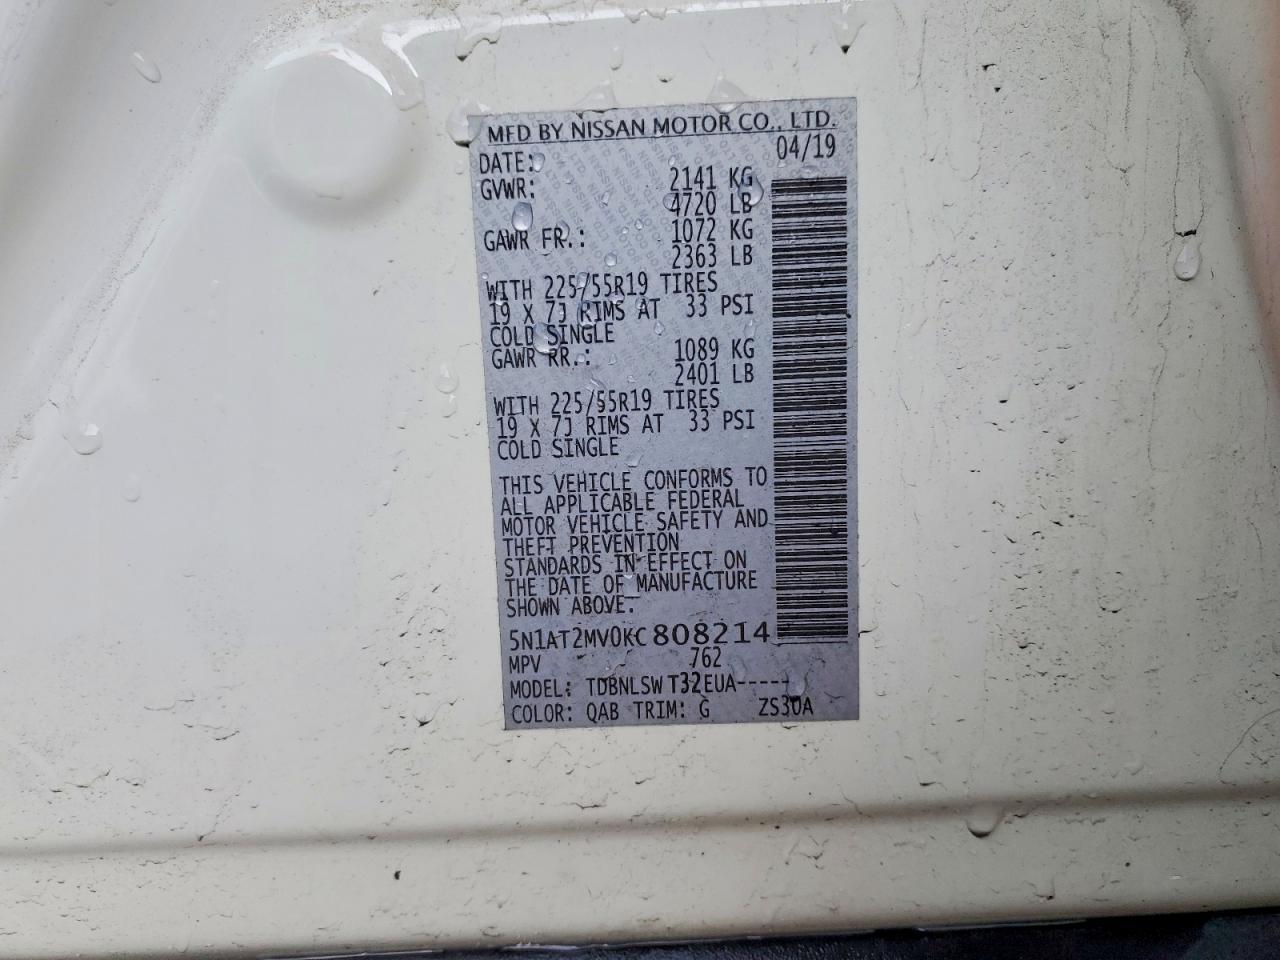 MFD BY NISSAN MOTOR CO., LTD.
DATE: 04/19
GVWR: 2141 KG
4720 LB
GAWR FR.: 1072 KG
2363 LB
WITH 225/55R19 TIRES
19 X 7J RIMS AT 33 PSI
COLD SINGLE
GAWR RR.: 1089 KG
2401 LB
WITH 225/55R19 TIRES
19 X 7J RIMS AT 33 PSI
COLD SINGLE
THIS VEHICLE CONFORMS TO
ALL APPLICABLE FEDERAL
MOTOR VEHICLE SAFETY AND
THEFT PREVENTION
STANDARDS IN EFFECT ON
THE DATE OF MANUFACTURE
SHOWN ABOVE.
5N1AT2MV0KC808214
MPV 762
MODEL: TDBNLSWT32EUA-----
COLOR: QAB TRIM: G ZS30A